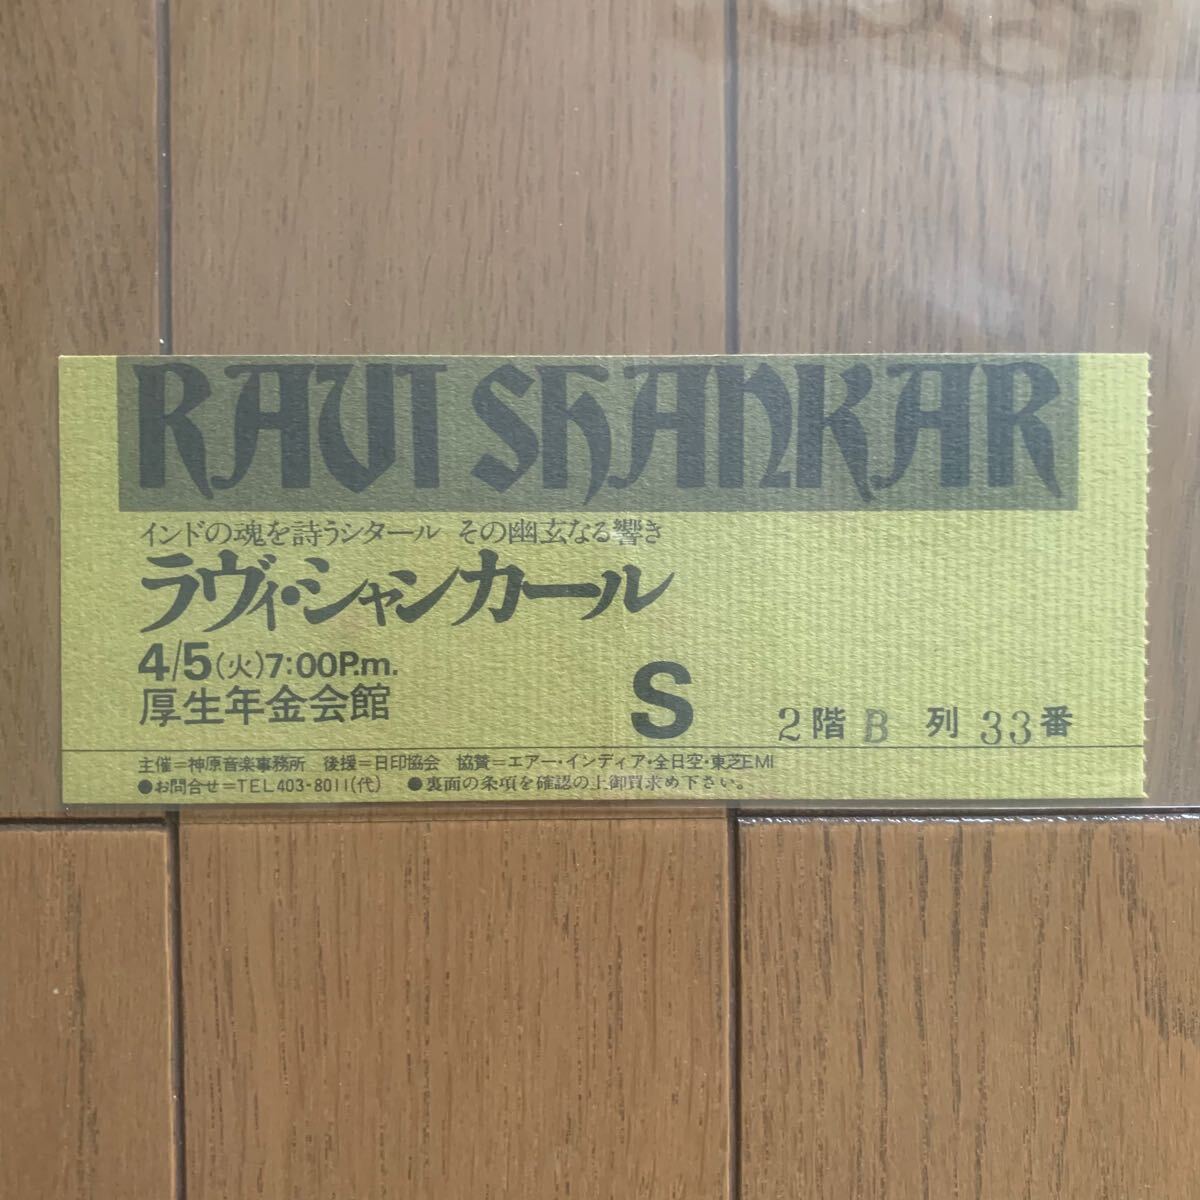 RAVI SHANKAR
インドの魂を詩うシタール その幽玄なる響き
ラヴィ・シャンカール
4/5(火)7:00P.m.
厚生年金会館
S 2階 B 列 33番
主催=神原音楽事務所 後援=日印協会 協賛=エアー・インディア・全日空・東芝EMI
●お問合せ=TEL403-8011(代) ●裏面の条項を確認の上御買求め下さい。